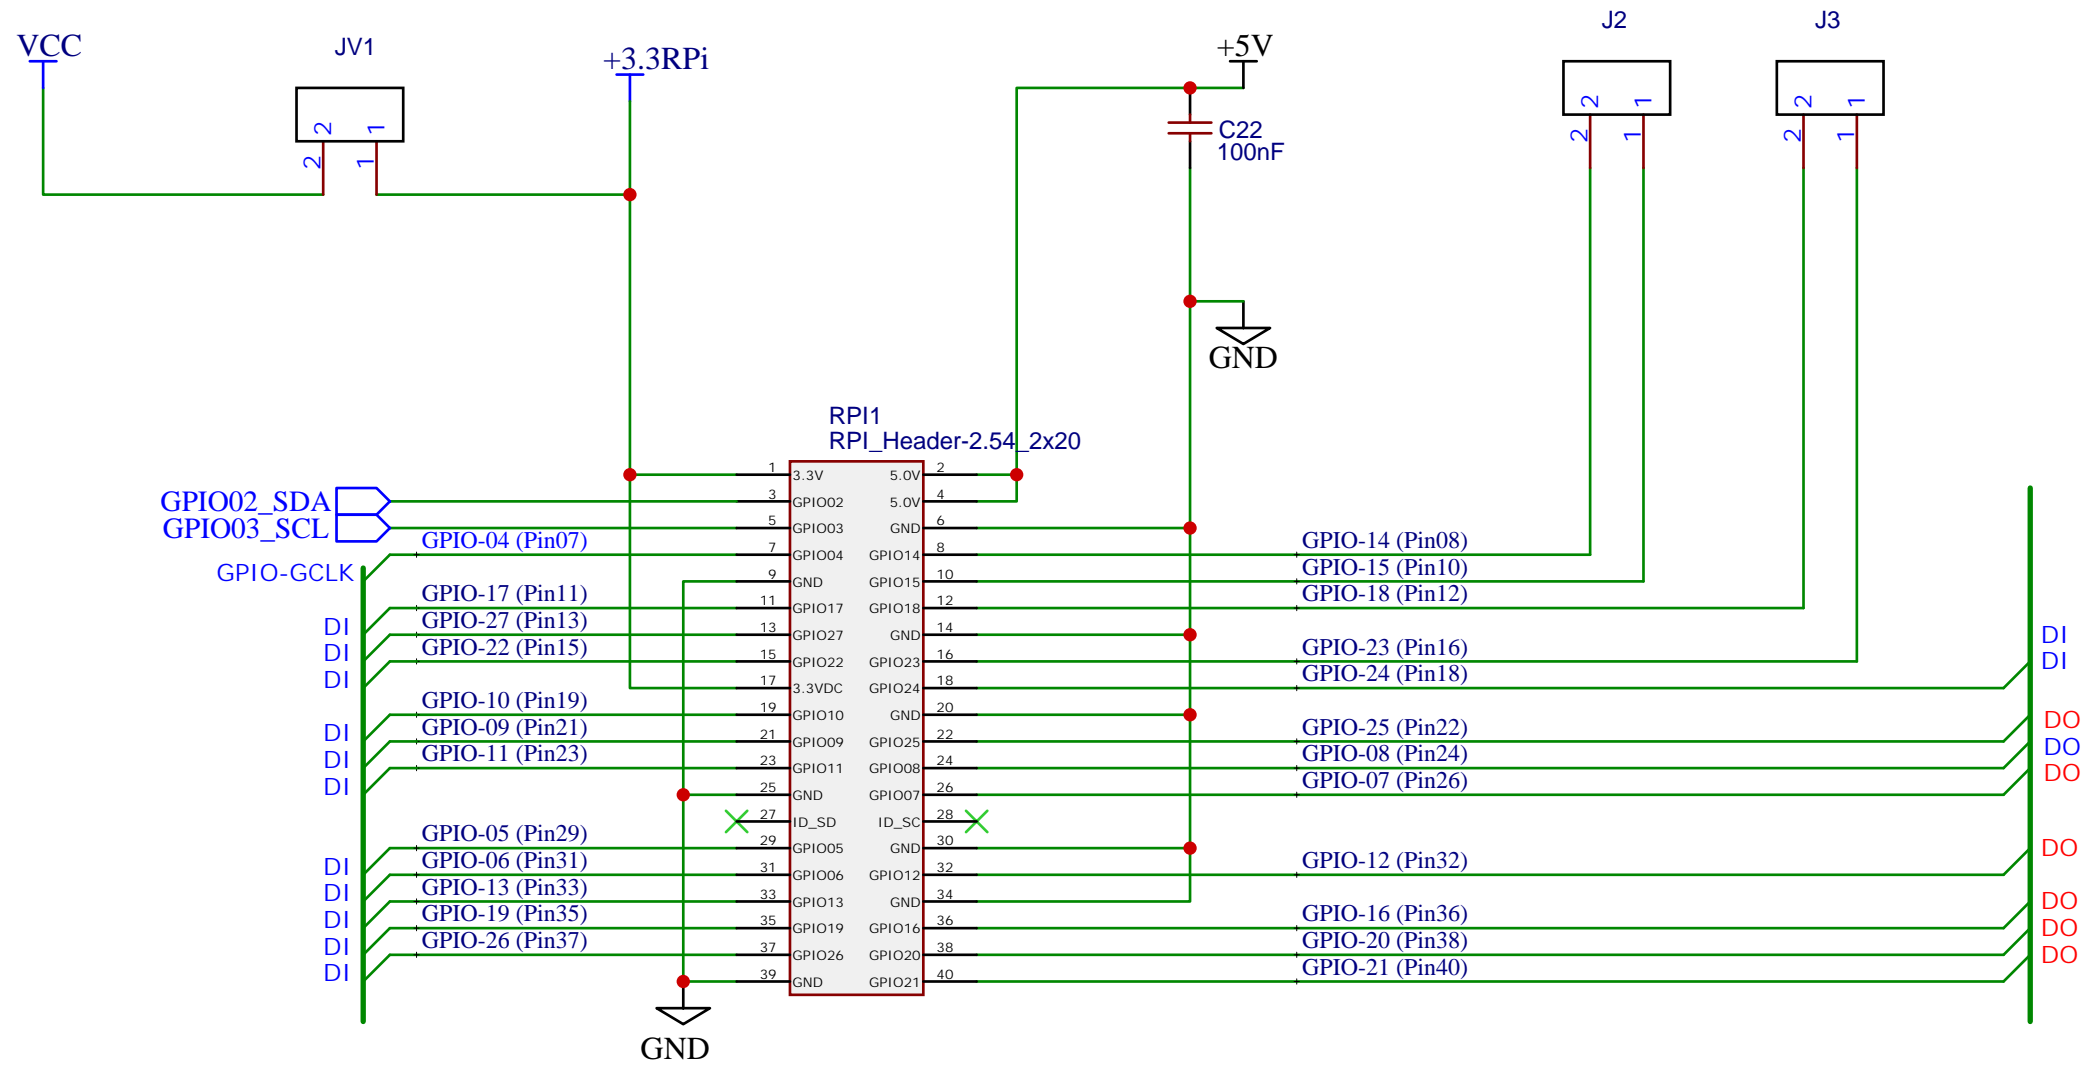 VCC
JV1
2
1
2
1
+3.3RPi
+5V
C22
100nF
GND
J2
2
1
2
1
J3
2
1
2
1
RPI1
RPI_Header-2.54_2x20
GPIO02_SDA
GPIO03_SCL
GPIO-GCLK
DI
DI
DI
DI
DI
DI
DI
DI
DI
DI
DI
GPIO-04 (Pin07)
GPIO-17 (Pin11)
GPIO-27 (Pin13)
GPIO-22 (Pin15)
GPIO-10 (Pin19)
GPIO-09 (Pin21)
GPIO-11 (Pin23)
GPIO-05 (Pin29)
GPIO-06 (Pin31)
GPIO-13 (Pin33)
GPIO-19 (Pin35)
GPIO-26 (Pin37)
1 3.3V 5.0V 2
3 GPIO02 5.0V 4
5 GPIO03 GND 6
7 GPIO04 GPIO14 8
9 GND GPIO15 10
11 GPIO17 GPIO18 12
13 GPIO27 GND 14
15 GPIO22 GPIO23 16
17 3.3VDC GPIO24 18
19 GPIO10 GND 20
21 GPIO09 GPIO25 22
23 GPIO11 GPIO08 24
25 GND GPIO07 26
27 ID_SD ID_SC 28
29 GPIO05 GND 30
31 GPIO06 GPIO12 32
33 GPIO13 GND 34
35 GPIO19 GPIO16 36
37 GPIO26 GPIO20 38
39 GND GPIO21 40
GND
GPIO-14 (Pin08)
GPIO-15 (Pin10)
GPIO-18 (Pin12)
GPIO-23 (Pin16)
GPIO-24 (Pin18)
GPIO-25 (Pin22)
GPIO-08 (Pin24)
GPIO-07 (Pin26)
GPIO-12 (Pin32)
GPIO-16 (Pin36)
GPIO-20 (Pin38)
GPIO-21 (Pin40)
DI
DI
DO
DO
DO
DO
DO
DO
DO